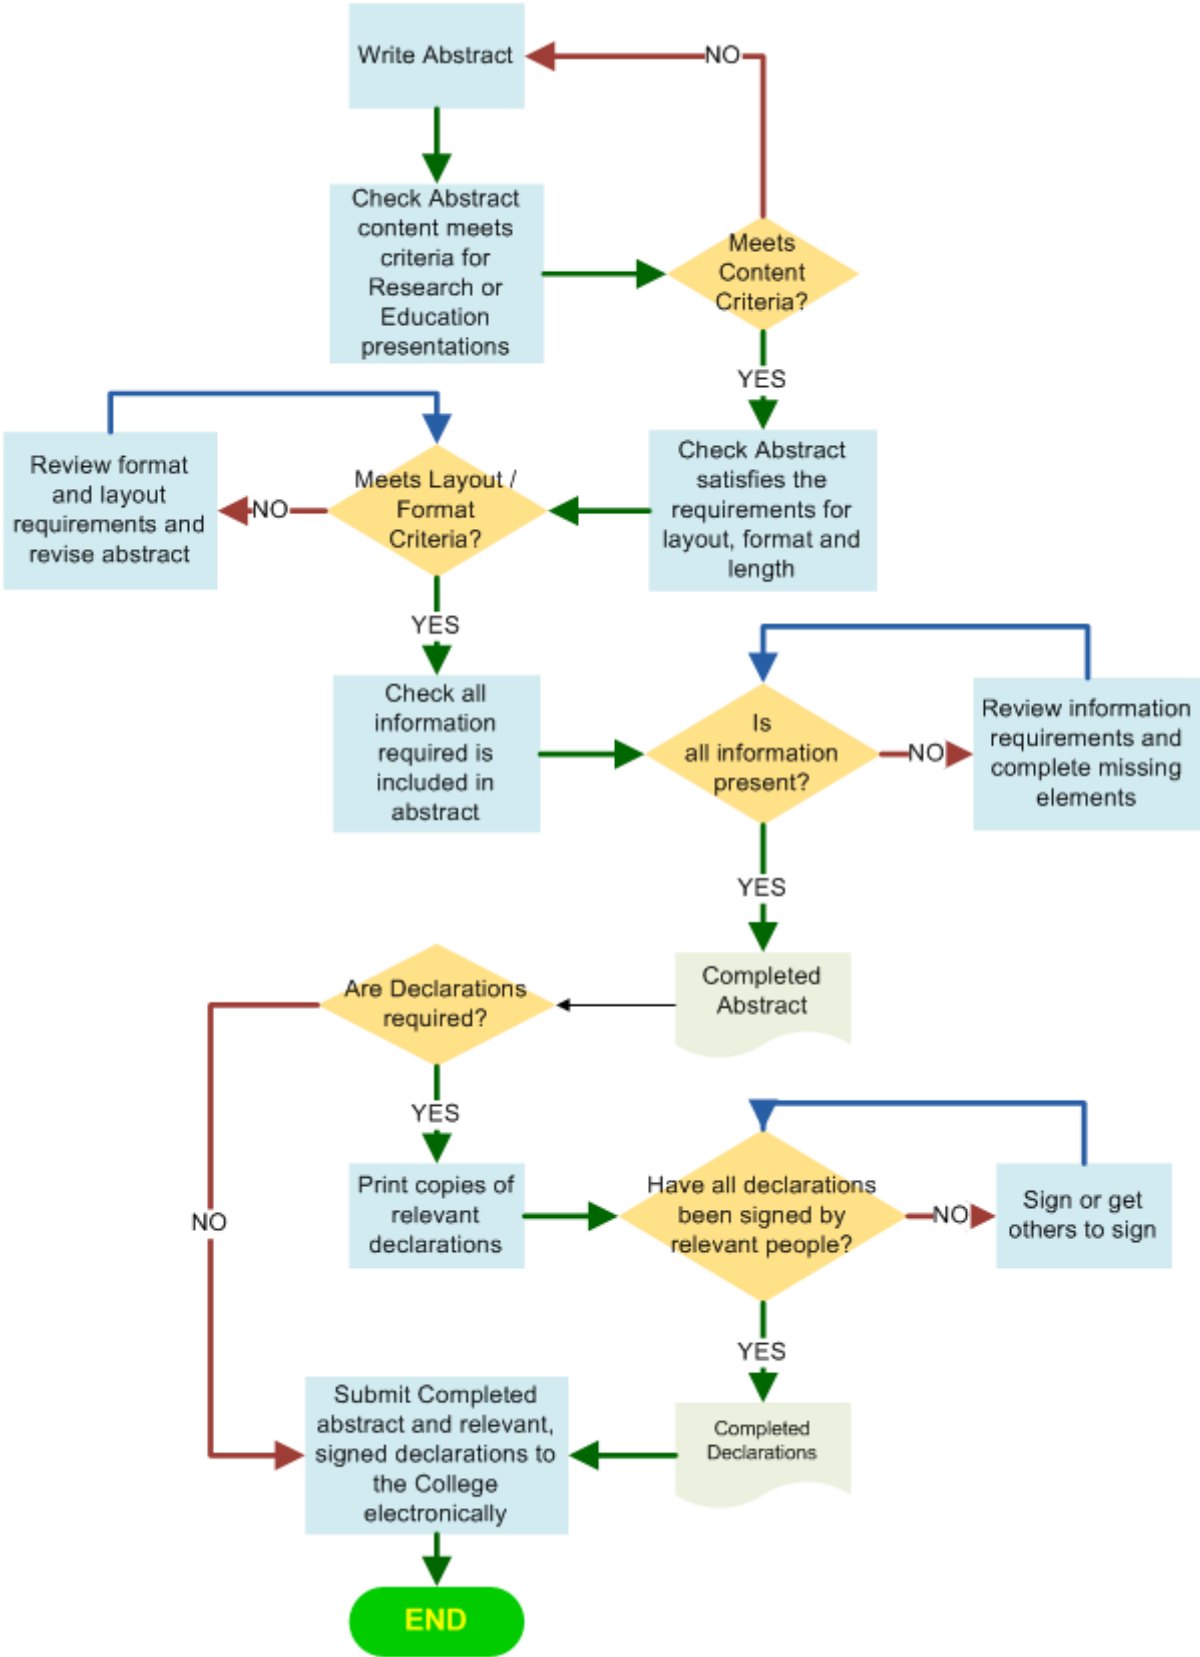 Write Abstract
NO
Check Abstract
content meets
criteria for
Research or
Education
presentations
Meets
Content
Criteria?
YES
Check Abstract
satisfies the
requirements for
layout, format and
length
Meets Layout /
Format
Criteria?
NO
Review format
and layout
requirements and
revise abstract
YES
Check all
information
required is
included in
abstract
Is
all information
present?
NO
Review information
requirements and
complete missing
elements
YES
Completed
Abstract
Are Declarations
required?
YES
NO
Print copies of
relevant
declarations
Have all declarations
been signed by
relevant people?
NO
Sign or get
others to sign
YES
Completed
Declarations
Submit Completed
abstract and relevant,
signed declarations to
the College
electronically
END